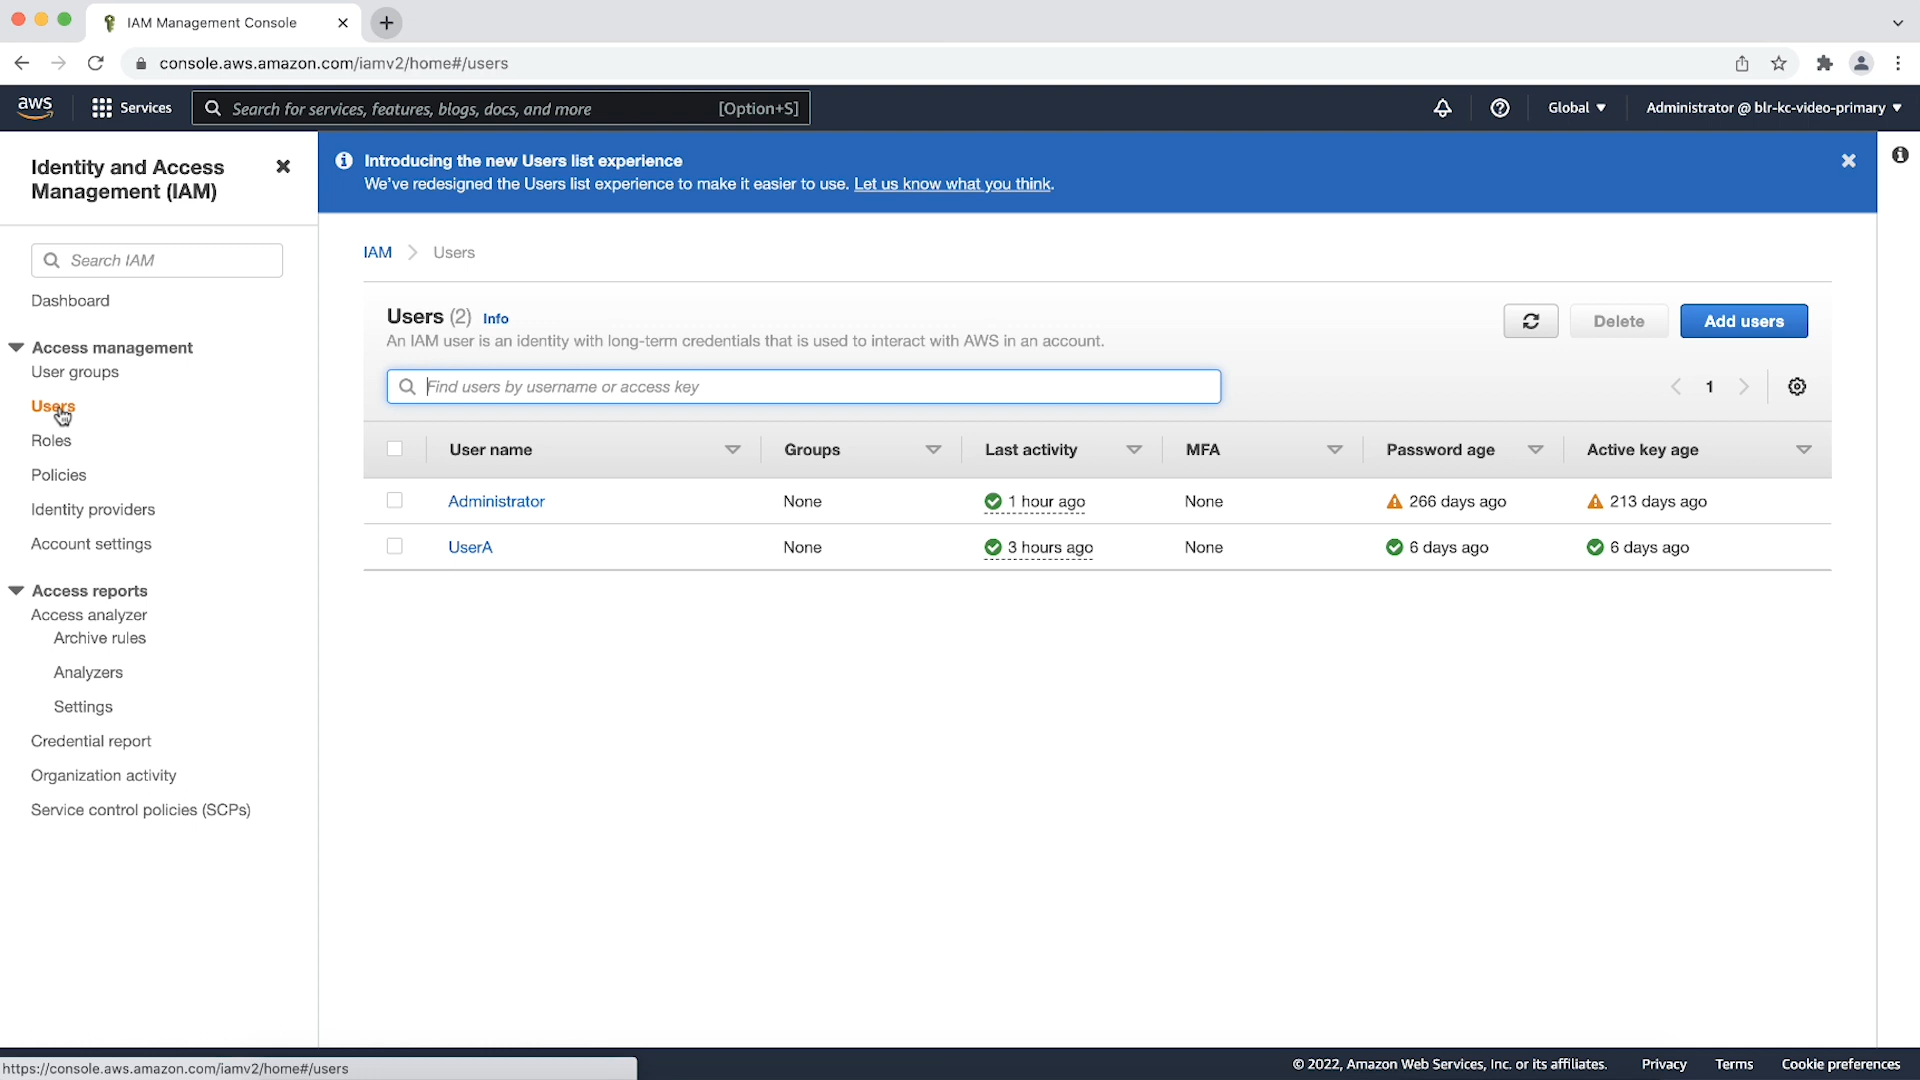 IAM Management Console
console.aws.amazon.com/iamv2/home#/users
aws
Services
Search for services, features, blogs, docs, and more
[Option+S]
Global
Administrator @ blr-kc-video-primary
Identity and Access
Management (IAM)
Search IAM
Dashboard
Access management
User groups
Users
Roles
Policies
Identity providers
Account settings
Access reports
Access analyzer
Archive rules
Analyzers
Settings
Credential report
Organization activity
Service control policies (SCPs)
Introducing the new Users list experience
We've redesigned the Users list experience to make it easier to use. Let us know what you think.
IAM
Users
Users (2) Info
An IAM user is an identity with long-term credentials that is used to interact with AWS in an account.
Delete
Add users
Find users by username or access key
1
User name Groups Last activity MFA Password age Active key age
Administrator None 1 hour ago None 266 days ago 213 days ago
UserA None 3 hours ago None 6 days ago 6 days ago
https://console.aws.amazon.com/iamv2/home#/users
© 2022, Amazon Web Services, Inc. or its affiliates. Privacy Terms Cookie preferences